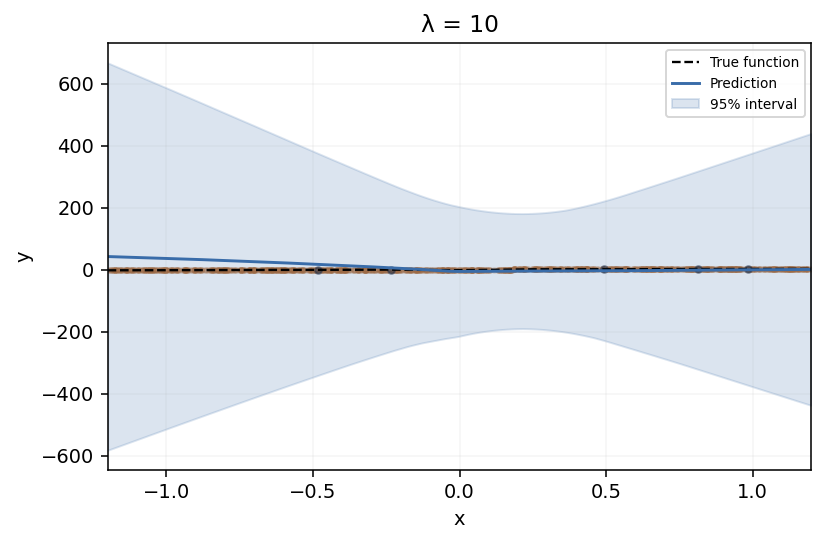 λ = 10
True function
Prediction
95% interval
600
400
200
0
−200
−400
−600
y
−1.0 −0.5 0.0 0.5 1.0
x